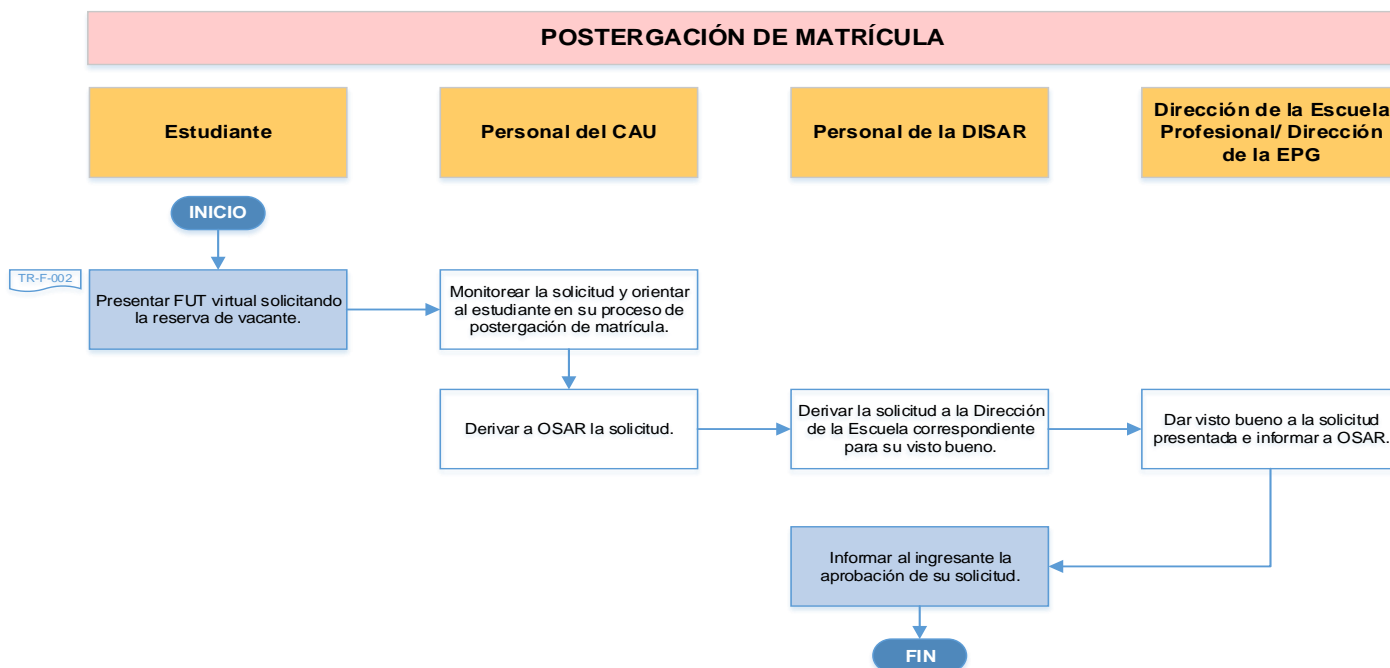 POSTERGACIÓN DE MATRÍCULA
Estudiante
Personal del CAU
Personal de la DISAR
Dirección de la Escuela
Profesional/ Dirección
de la EPG
INICIO
TR-F-002
Presentar FUT virtual solicitando
la reserva de vacante.
Monitorear la solicitud y orientar
al estudiante en su proceso de
postergación de matrícula.
Derivar a OSAR la solicitud.
Derivar la solicitud a la Dirección
de la Escuela correspondiente
para su visto bueno.
Dar visto bueno a la solicitud
presentada e informar a OSAR.
Informar al ingresante la
aprobación de su solicitud.
FIN